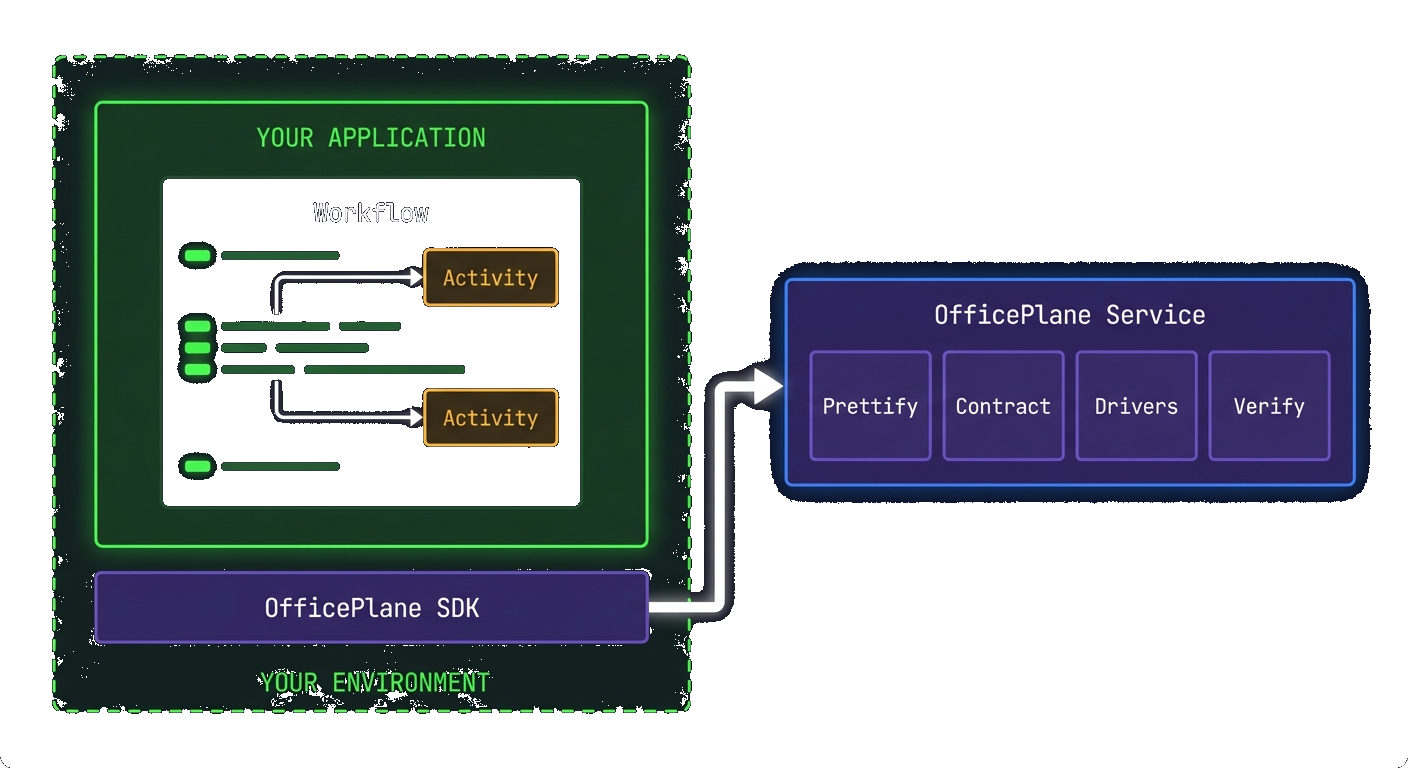 YOUR APPLICATION
Workflow
Activity
Activity
OfficePlane SDK
YOUR ENVIRONMENT
OfficePlane Service
Prettify
Contract
Drivers
Verify